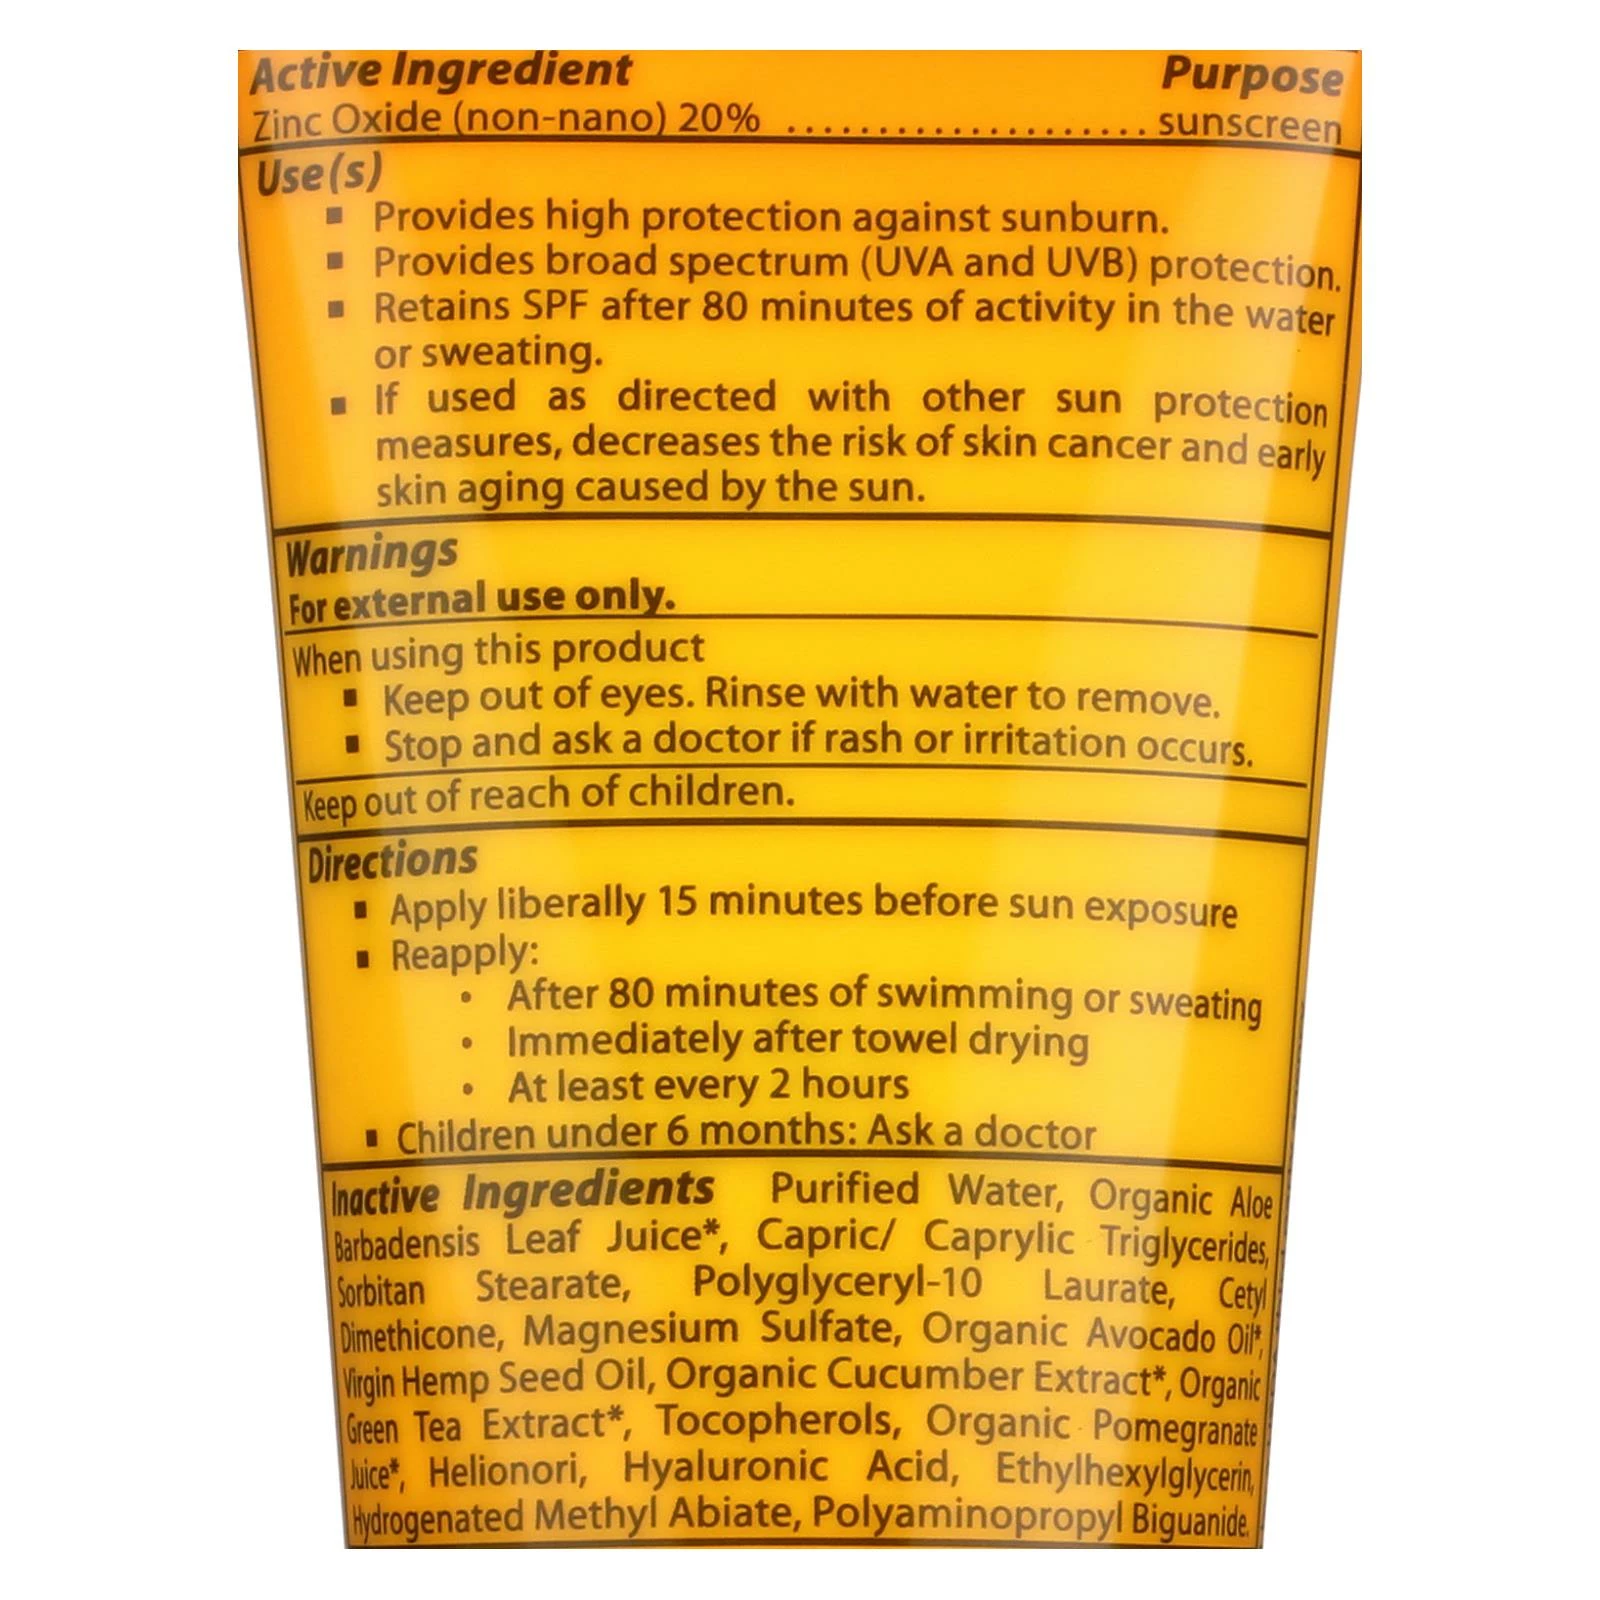 Active Ingredient Purpose
Zinc Oxide (non-nano) 20% .................... sunscreen
Use(s)
▪ Provides high protection against sunburn.
▪ Provides broad spectrum (UVA and UVB) protection.
▪ Retains SPF after 80 minutes of activity in the water
or sweating.
▪ If used as directed with other sun protection
measures, decreases the risk of skin cancer and early
skin aging caused by the sun.
Warnings
For external use only.
When using this product
▪ Keep out of eyes. Rinse with water to remove.
▪ Stop and ask a doctor if rash or irritation occurs.
Keep out of reach of children.
Directions
▪ Apply liberally 15 minutes before sun exposure
▪ Reapply:
• After 80 minutes of swimming or sweating
• Immediately after towel drying
• At least every 2 hours
▪ Children under 6 months: Ask a doctor
Inactive Ingredients Purified Water, Organic Aloe
Barbadensis Leaf Juice*, Capric/ Caprylic Triglycerides,
Sorbitan Stearate, Polyglyceryl-10 Laurate, Cetyl
Dimethicone, Magnesium Sulfate, Organic Avocado Oil*,
Virgin Hemp Seed Oil, Organic Cucumber Extract*, Organic
Green Tea Extract*, Tocopherols, Organic Pomegranate
Juice*, Helionori, Hyaluronic Acid, Ethylhexylglycerin,
Hydrogenated Methyl Abiate, Polyaminopropyl Biguanide.